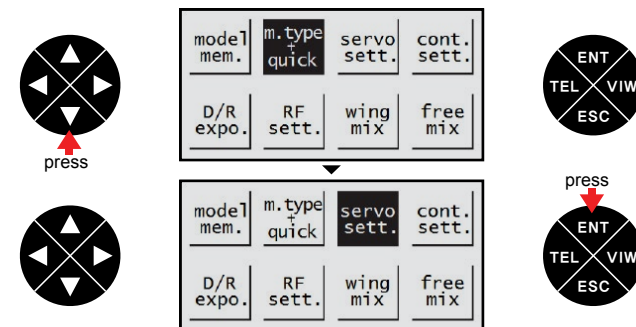 model
mem.
m.type
+
quick
servo
sett.
cont.
sett.
D/R
expo.
RF
sett.
wing
mix
free
mix
ENT
TEL VIW
ESC
press
model
mem.
m.type
+
quick
servo
sett.
cont.
sett.
D/R
expo.
RF
sett.
wing
mix
free
mix
press
ENT
TEL VIW
ESC